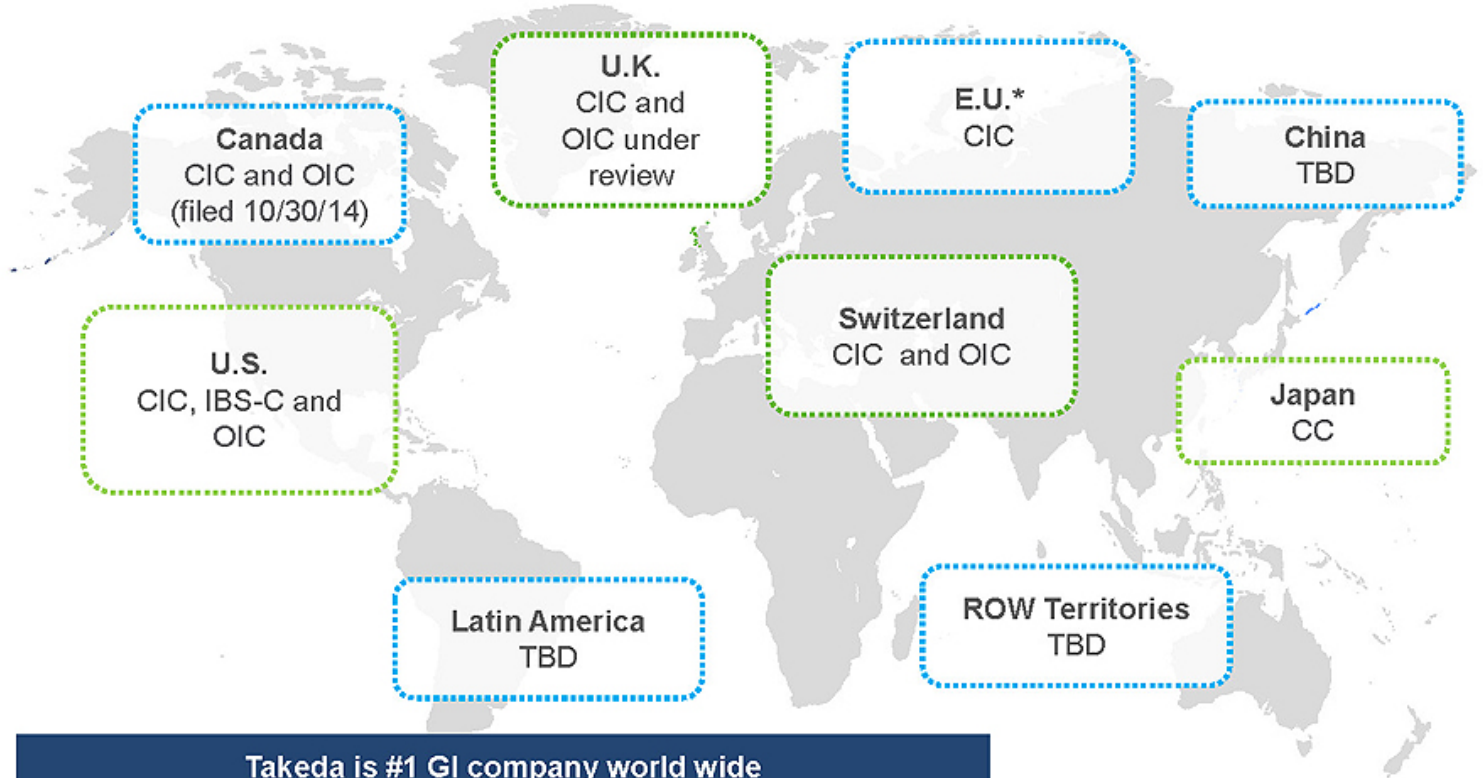 U.K.
CIC and
OIC under
review
E.U.*
CIC
China
TBD
Canada
CIC and OIC
(filed 10/30/14)
Switzerland
CIC and OIC
U.S.
CIC, IBS-C and
OIC
Japan
CC
Latin America
TBD
ROW Territories
TBD
Takeda is #1 GI company world wide